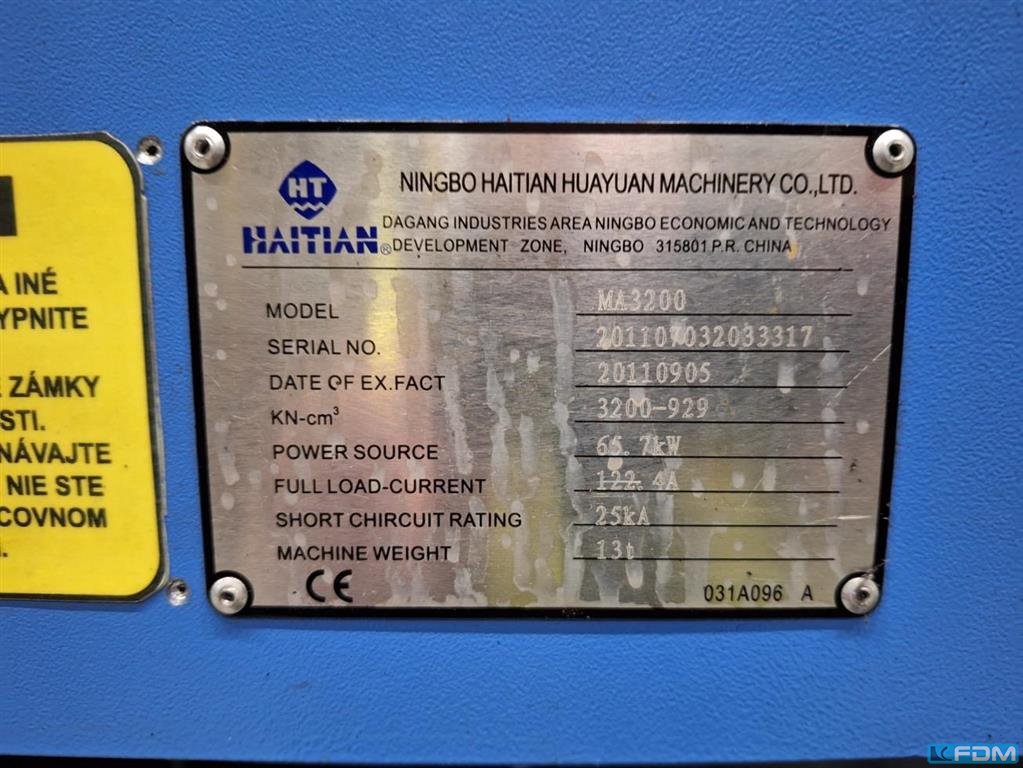 HT
HAITIAN®
NINGBO HAITIAN HUAYUAN MACHINERY CO.,LTD.
DAGANG INDUSTRIES AREA NINGBO ECONOMIC AND TECHNOLOGY
DEVELOPMENT ZONE, NINGBO 315801 P.R. CHINA
MODEL MA3200
SERIAL NO. 201107032033317
DATE OF EX.FACT 20110905
KN-cm³ 3200-929
POWER SOURCE 65.7kW
FULL LOAD-CURRENT 122.4A
SHORT CHIRCUIT RATING 25kA
MACHINE WEIGHT 13t
CE
031A096 A
A INÉ
YPNITE
ZÁMKY
STI.
NÁVAJTE
NIE STE
COVNOM
KFDM